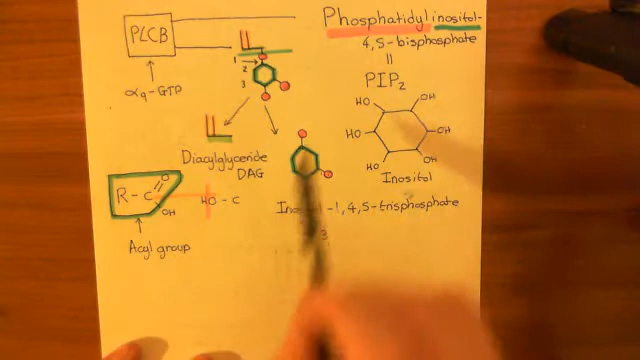 PLCB
αq-GTP
1
2
3
Diacylglyceride
DAG
R-C
O
OH
HO-C
Acyl group
Phosphatidylinositol-
4,5-bisphosphate
=
PIP2
HO
OH
HO
OH
HO
OH
Inositol
-1,4,5-trisphosphate
3